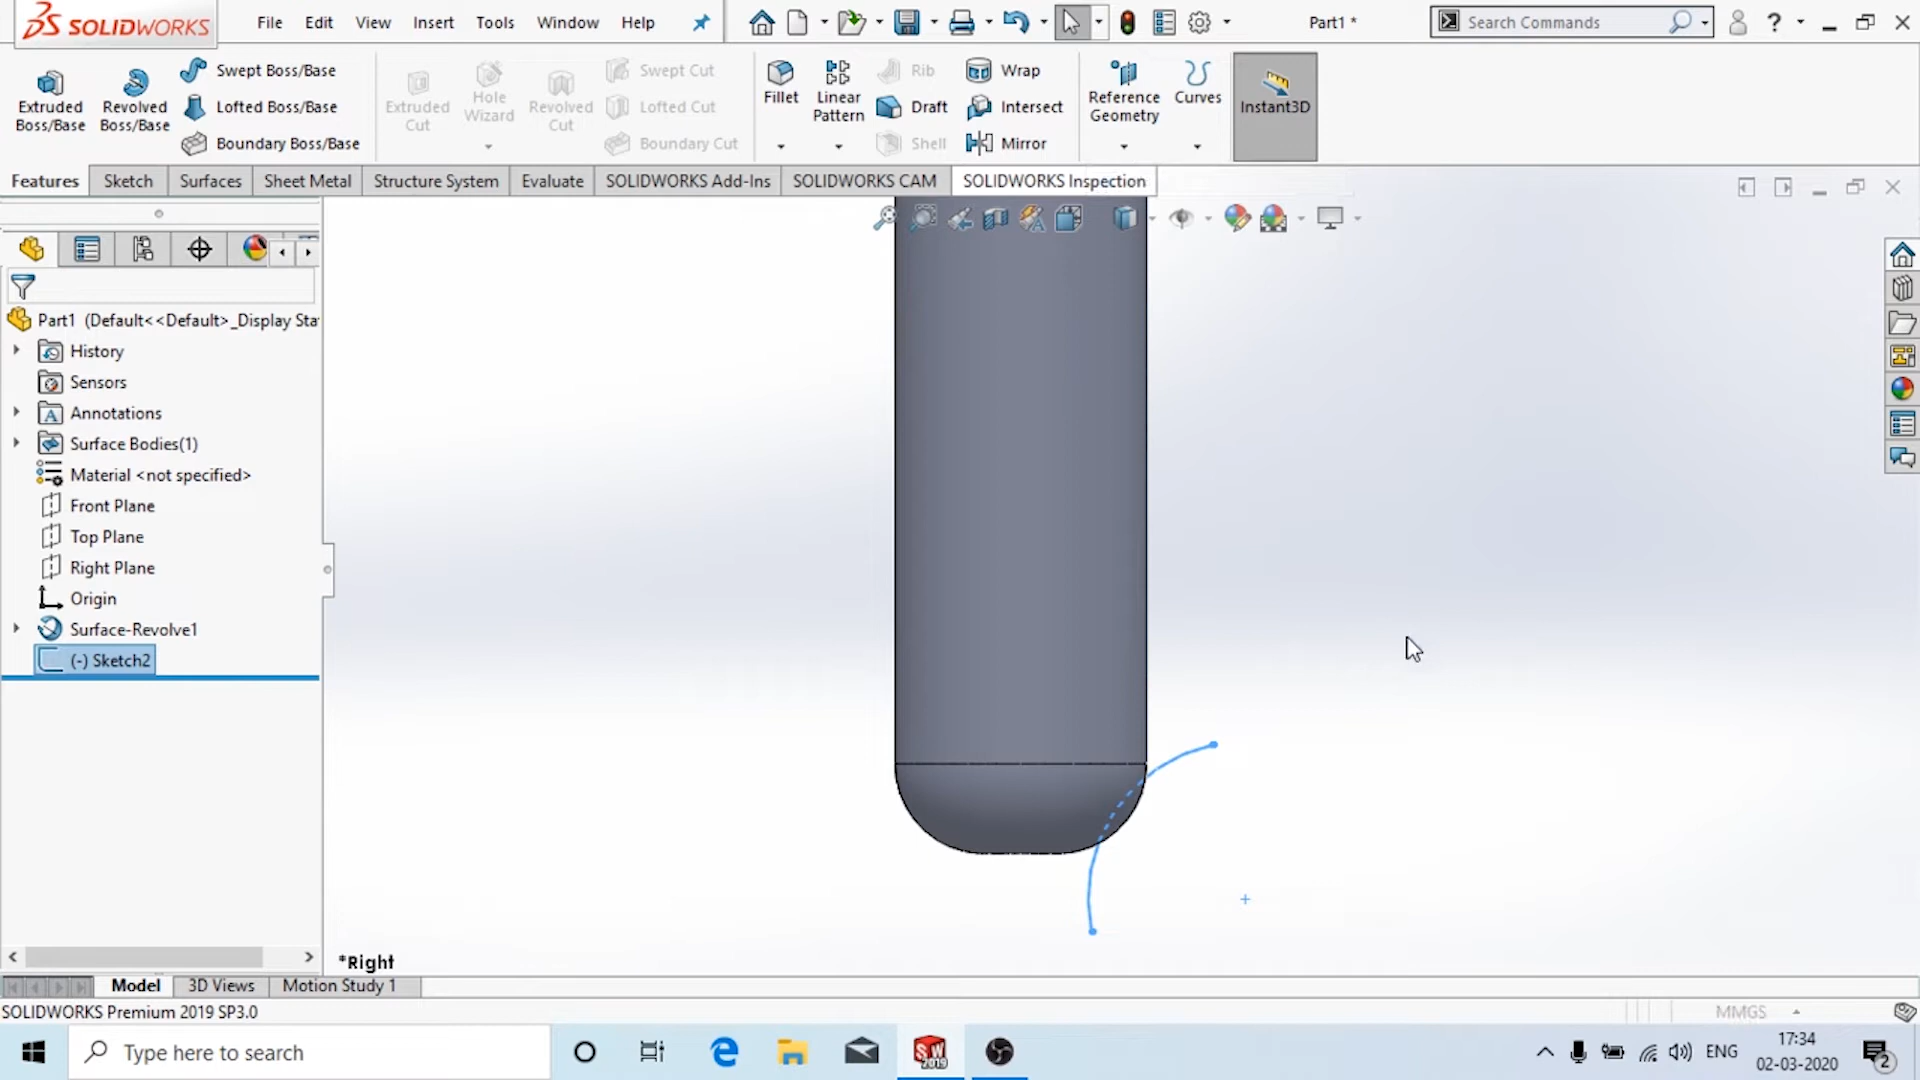 SOLIDWORKS
File Edit View Insert Tools Window Help
Part1 *
Search Commands
?
Extruded Boss/Base
Revolved Boss/Base
Swept Boss/Base
Lofted Boss/Base
Boundary Boss/Base
Extruded Cut
Hole Wizard
Revolved Cut
Swept Cut
Lofted Cut
Boundary Cut
Fillet
Linear Pattern
Rib
Draft
Shell
Wrap
Intersect
Mirror
Reference Geometry
Curves
Instant3D
Features Sketch Surfaces Sheet Metal Structure System Evaluate SOLIDWORKS Add-Ins SOLIDWORKS CAM SOLIDWORKS Inspection
Part1 (Default<<Default>_Display Sta
History
Sensors
A Annotations
Surface Bodies(1)
Material <not specified>
Front Plane
Top Plane
Right Plane
Origin
Surface-Revolve1
(-) Sketch2
*Right
Model 3D Views Motion Study 1
SOLIDWORKS Premium 2019 SP3.0
MMGS
Type here to search
SW 2019
ENG
17:34
02-03-2020
2